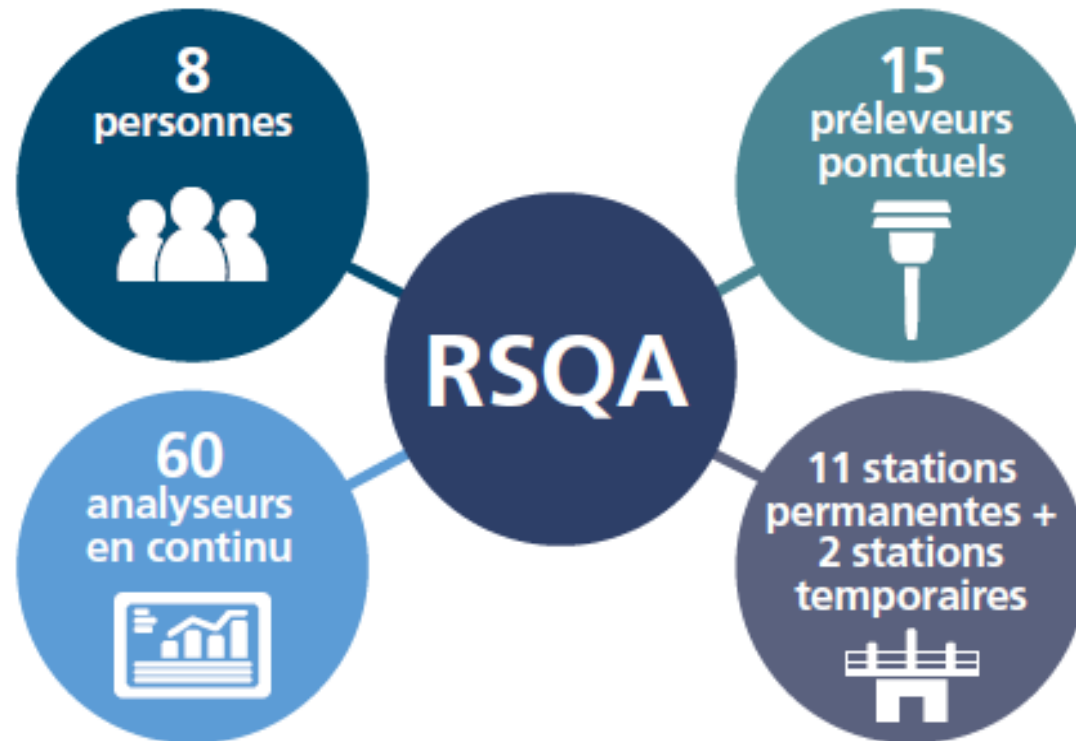 8
personnes
15
préleveurs
ponctuels
RSQA
60
analyseurs
en continu
11 stations
permanentes +
2 stations
temporaires